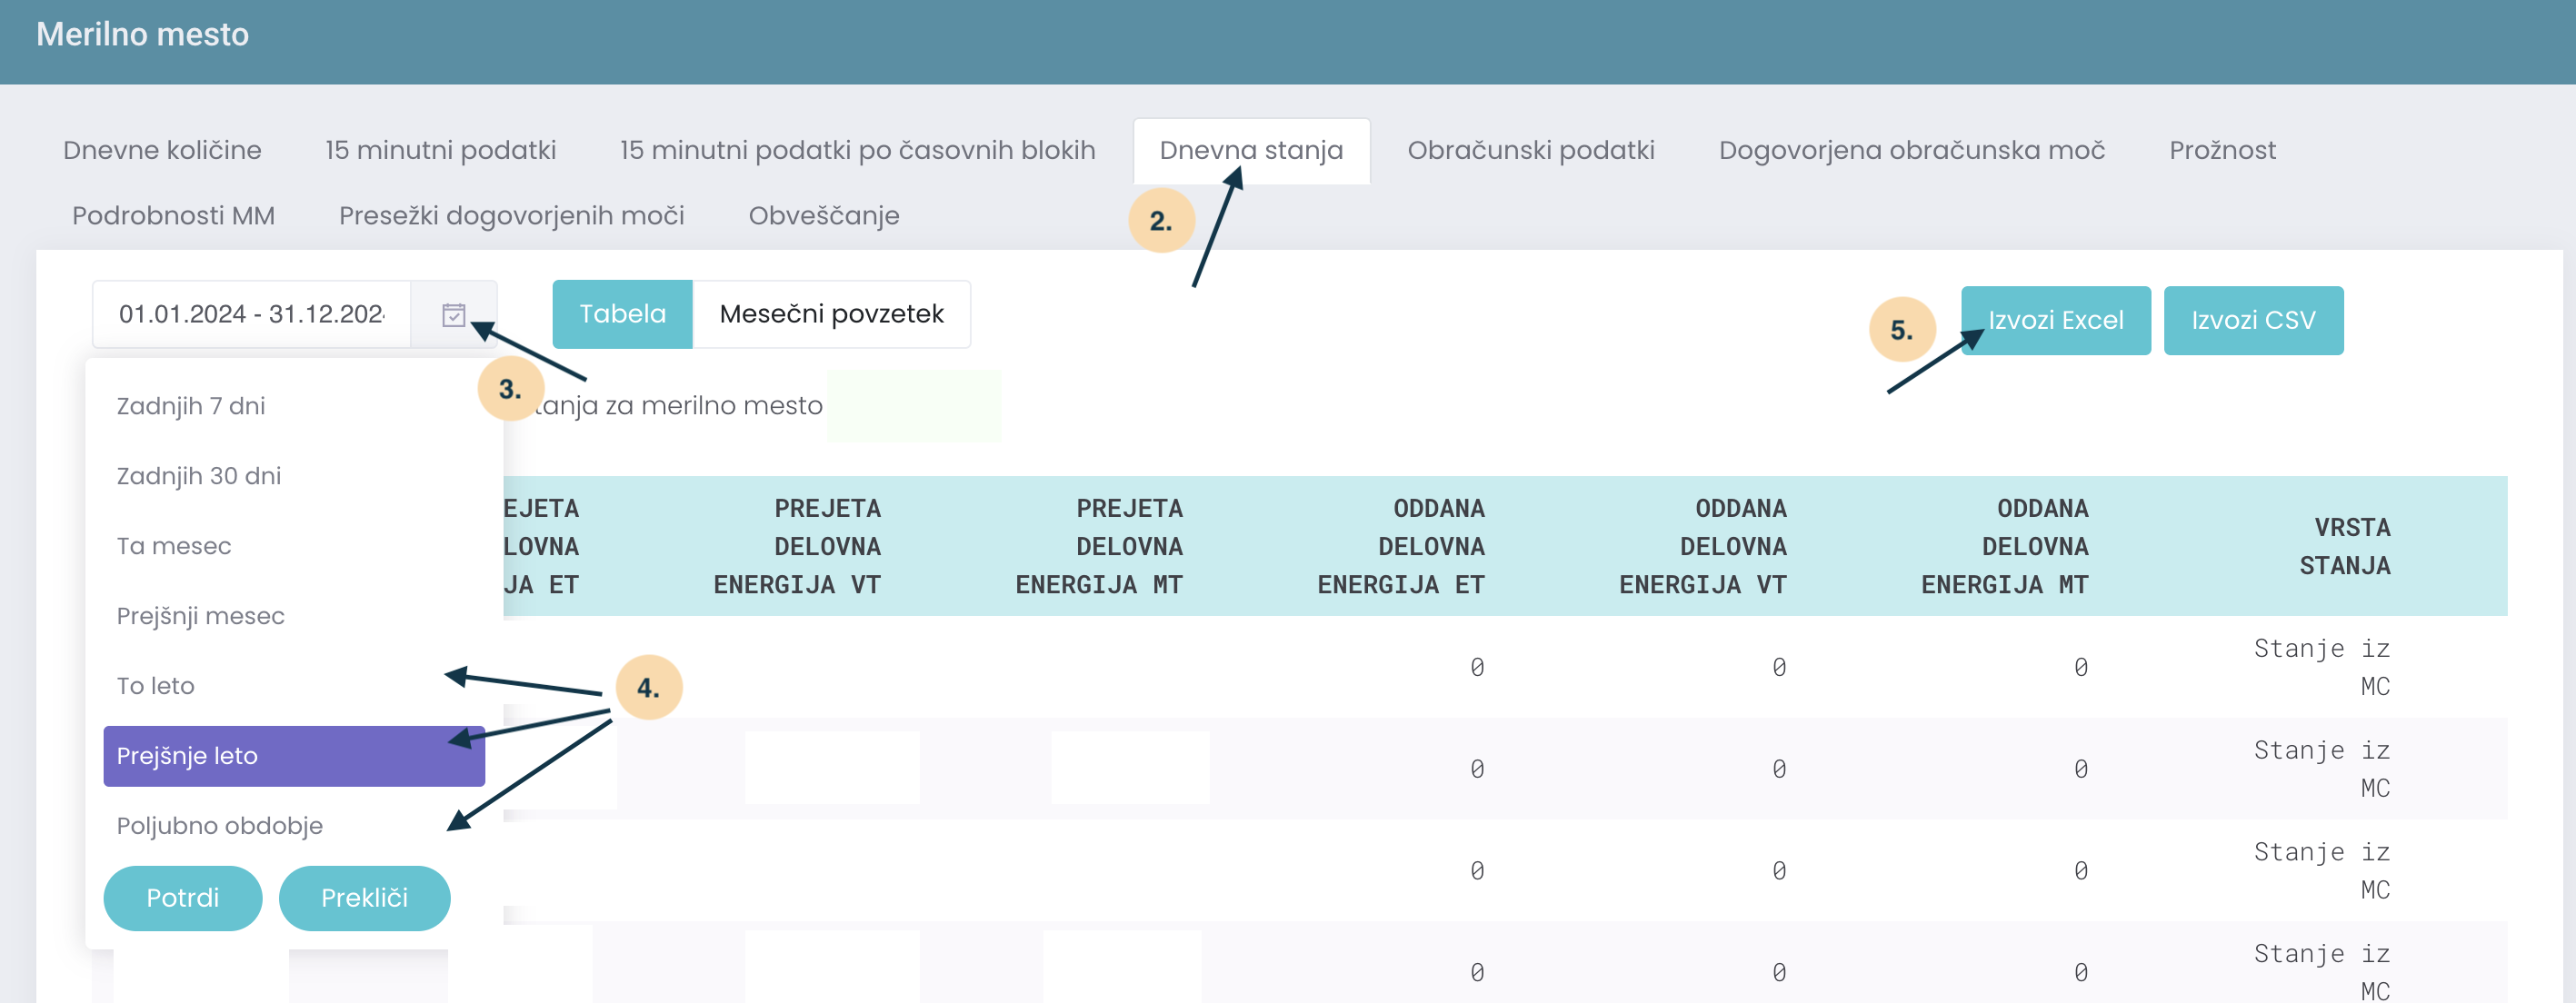 Merilno mesto
Dnevne količine 15 minutni podatki 15 minutni podatki po časovnih blokih Dnevna stanja Obračunski podatki Dogovorjena obračunska moč Prožnost
Podrobnosti MM Presežki dogovorjenih moči Obveščanje
2.
01.01.2024 - 31.12.202
Tabela Mesečni povzetek
5.
Izvozi Excel Izvozi CSV
3.
tanja za merilno mesto
Zadnjih 7 dni
Zadnjih 30 dni
Ta mesec
Prejšnji mesec
To leto
Prejšnje leto
Poljubno obdobje
Potrdi Prekliči
4.
EJETA PREJETA PREJETA ODDANA ODDANA ODDANA VRSTA
LOVNA DELOVNA DELOVNA DELOVNA DELOVNA DELOVNA STANJA
JA ET ENERGIJA VT ENERGIJA MT ENERGIJA ET ENERGIJA VT ENERGIJA MT
0 0 0 Stanje iz
MC
0 0 0 Stanje iz
MC
0 0 0 Stanje iz
MC
0 0 0 Stanje iz
MC